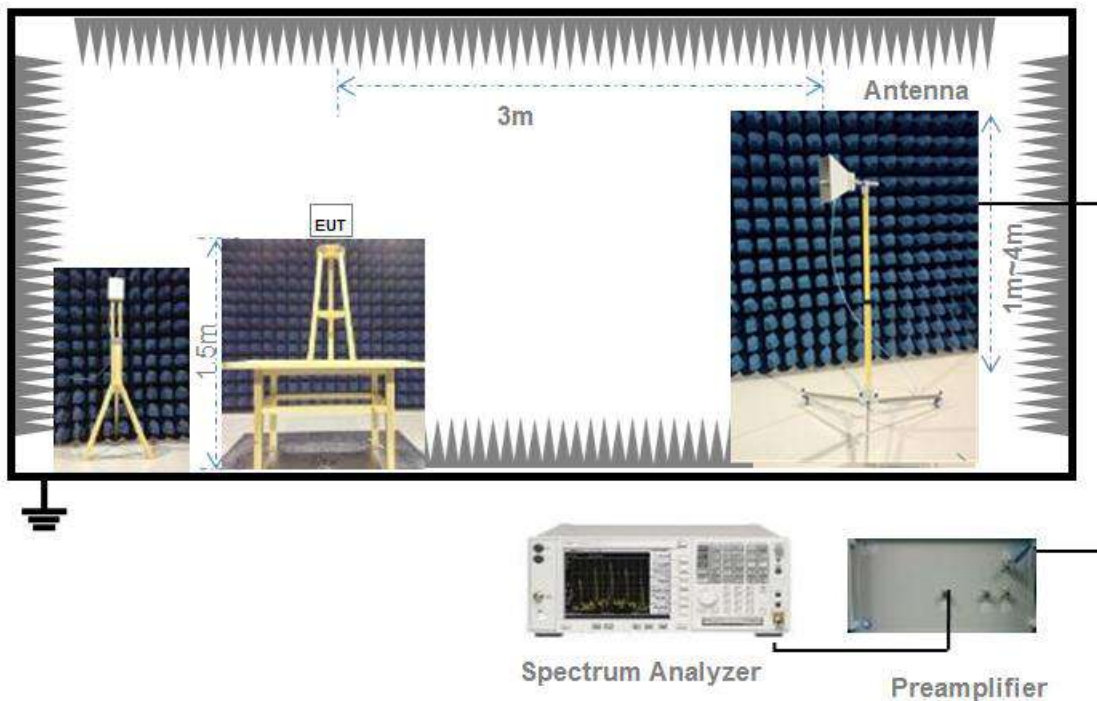 Antenna
3m
EUT
1.5m
1m~4m
Spectrum Analyzer
Preamplifier